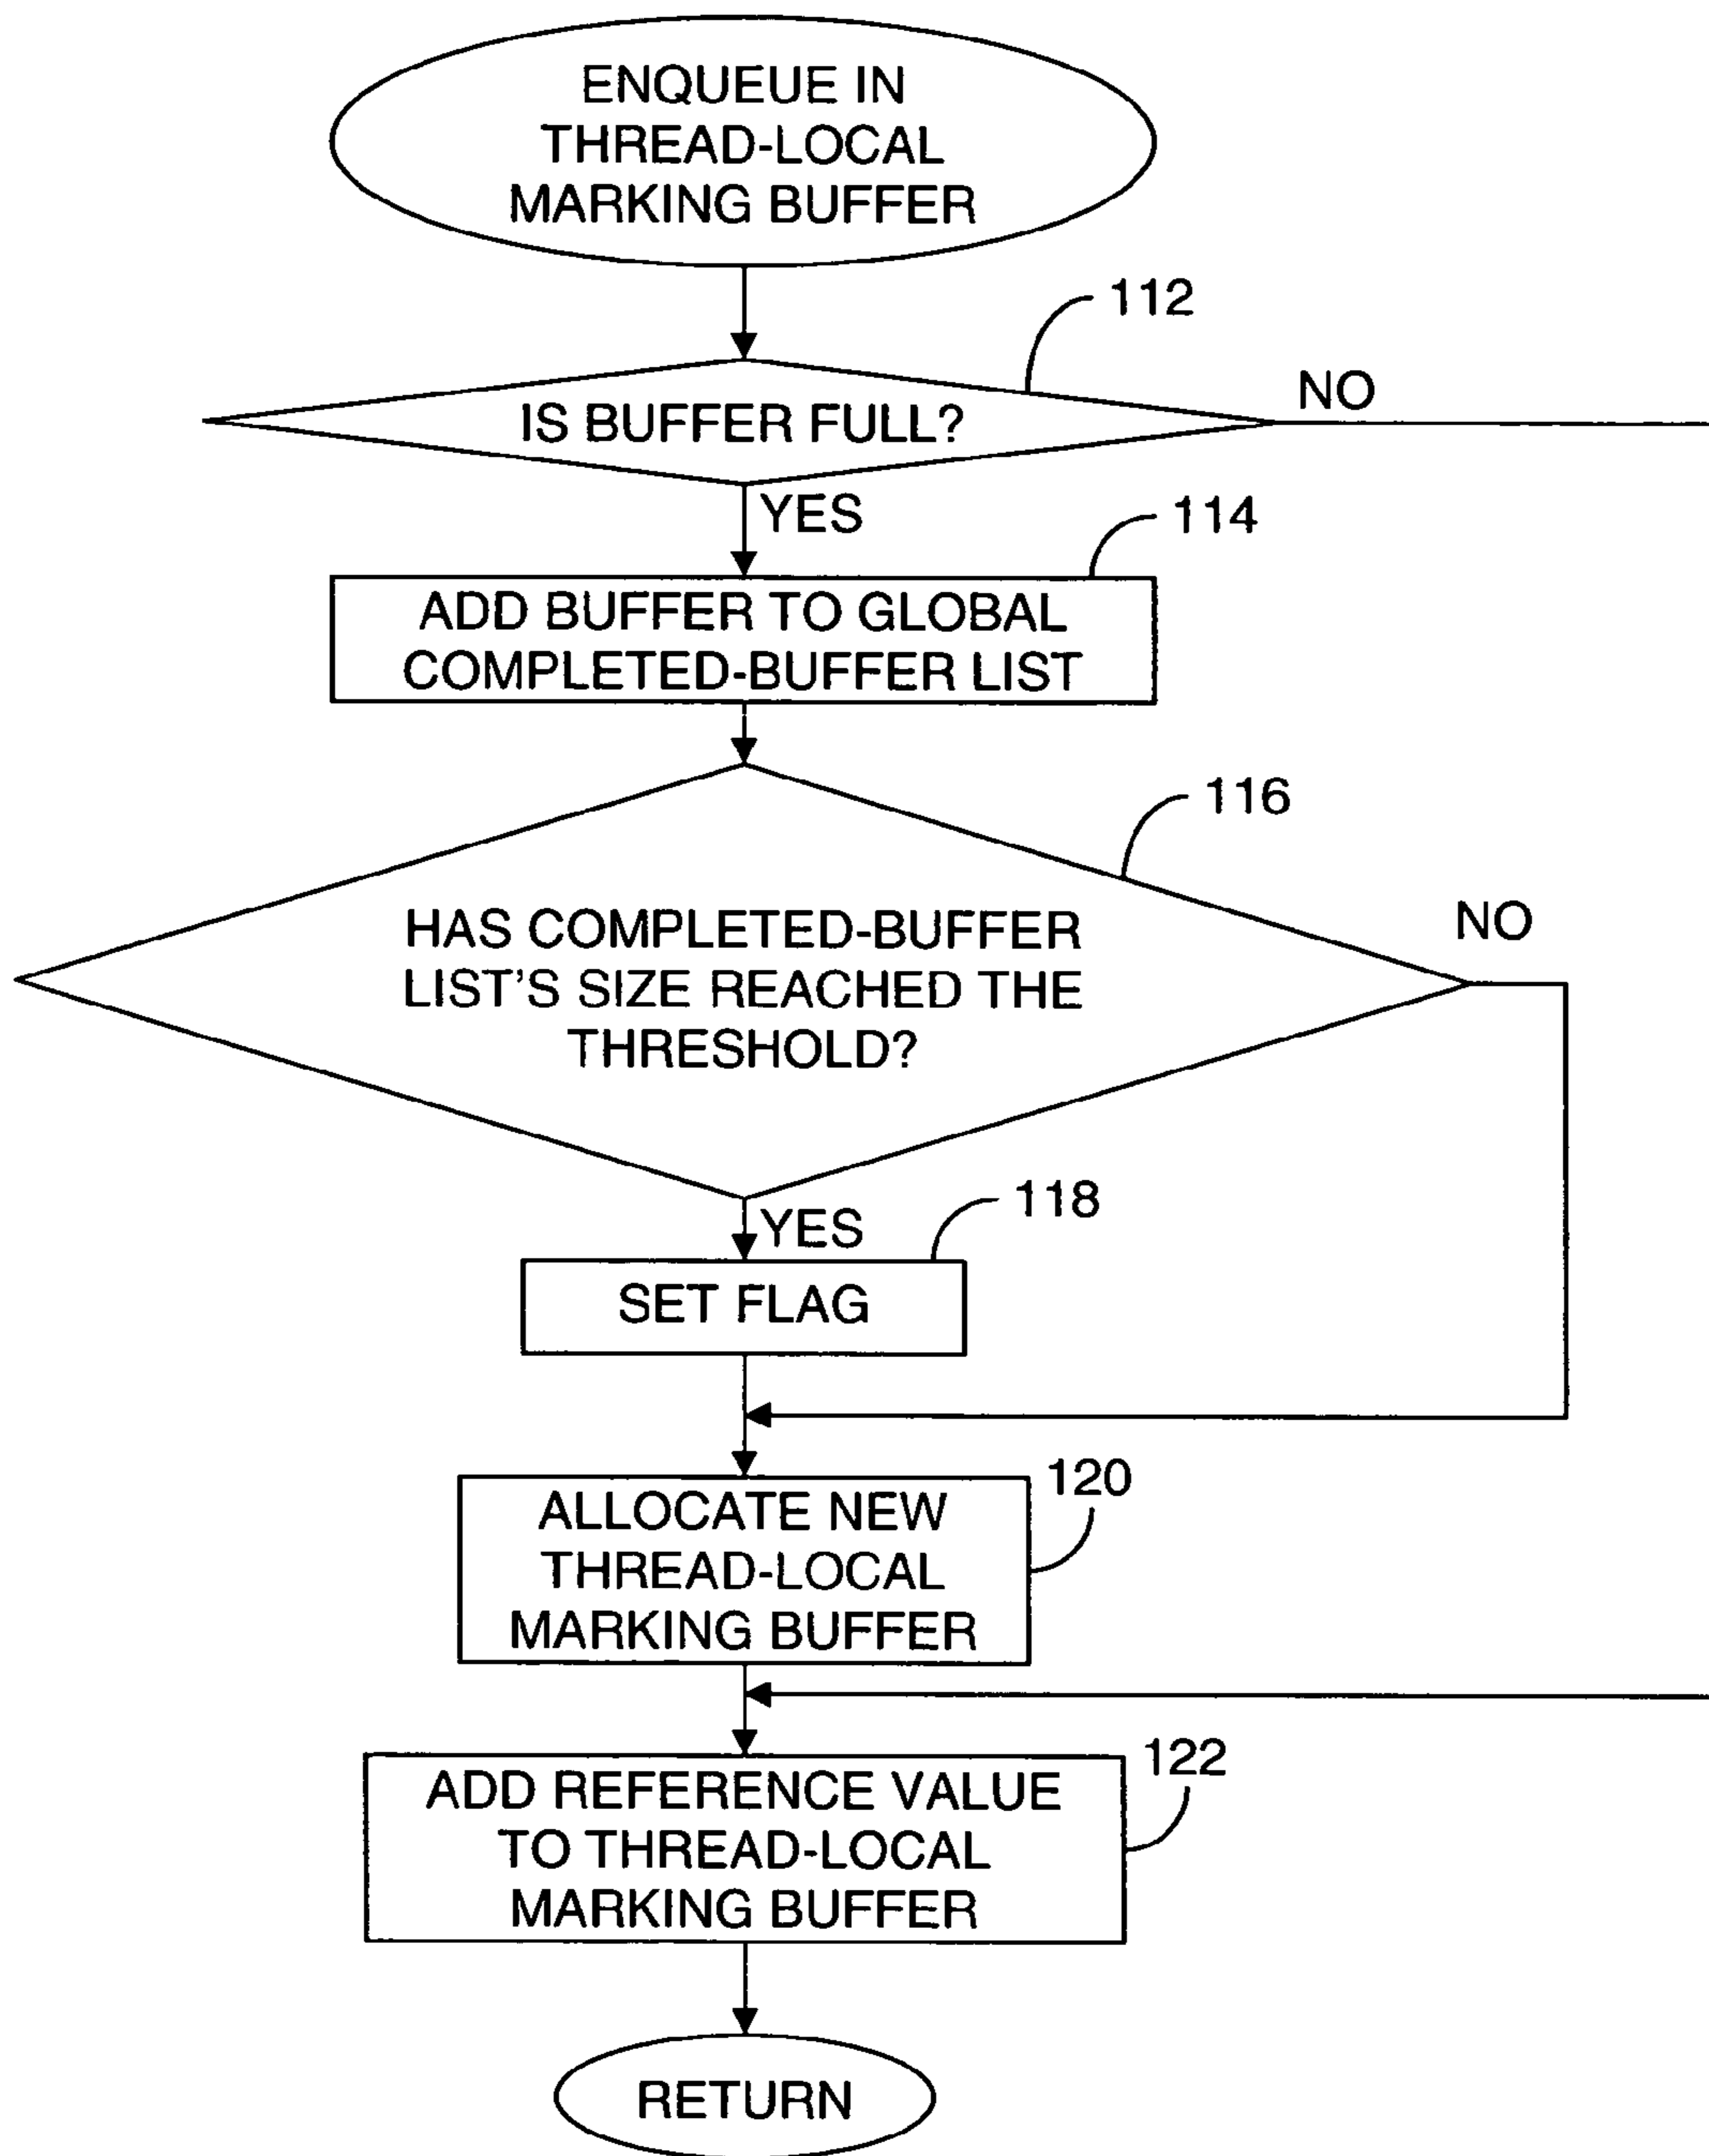 ENQUEUE IN
THREAD-LOCAL
MARKING BUFFER
112
IS BUFFER FULL?
NO
YES
114
ADD BUFFER TO GLOBAL
COMPLETED-BUFFER LIST
116
HAS COMPLETED-BUFFER
LIST'S SIZE REACHED THE
THRESHOLD?
NO
YES
118
SET FLAG
120
ALLOCATE NEW
THREAD-LOCAL
MARKING BUFFER
122
ADD REFERENCE VALUE
TO THREAD-LOCAL
MARKING BUFFER
RETURN